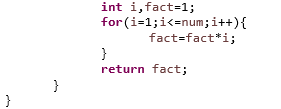 int i,fact=1;
for(i=1;i<=num;i++){
fact=fact*i;
}
return fact;
}
}